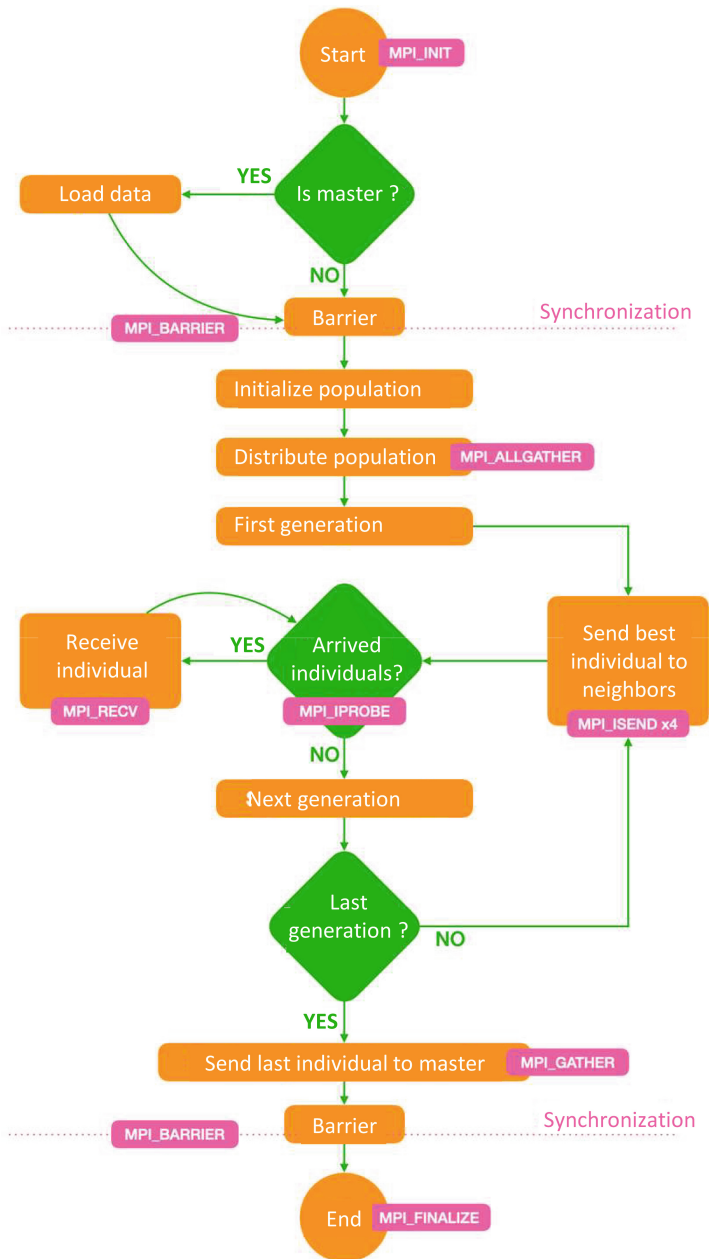 Start
MPI_INIT
Is master ?
YES
Load data
NO
Barrier
MPI_BARRIER
Synchronization
Initialize population
Distribute population
MPI_ALLGATHER
First generation
Send best
individual to
neighbors
MPI_ISEND x4
Arrived
individuals?
MPI_IPROBE
YES
Receive
individual
MPI_RECV
NO
Next generation
Last
generation ?
NO
YES
Send last individual to master
MPI_GATHER
Barrier
MPI_BARRIER
Synchronization
End
MPI_FINALIZE